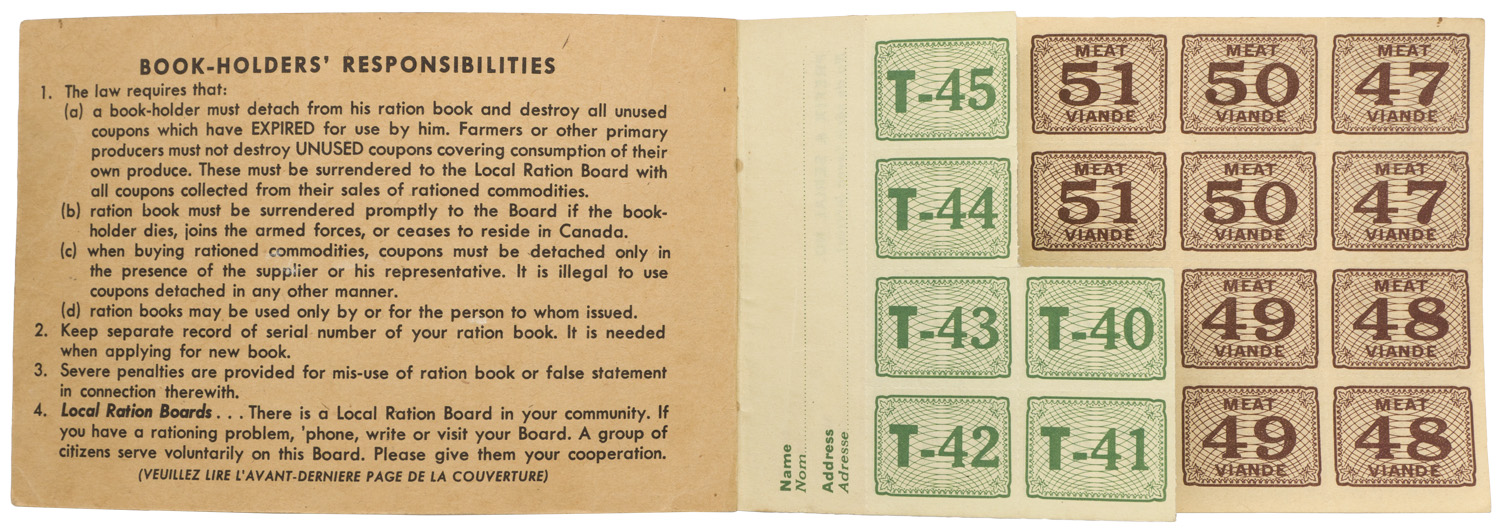 BOOK-HOLDERS' RESPONSIBILITIES
1. The law requires that:
(a) a book-holder must detach from his ration book and destroy all unused
coupons which have EXPIRED for use by him. Farmers or other primary
producers must not destroy UNUSED coupons covering consumption of their
own produce. These must be surrendered to the Local Ration Board with
all coupons collected from their sales of rationed commodities.
(b) ration book must be surrendered promptly to the Board if the book-
holder dies, joins the armed forces, or ceases to reside in Canada.
(c) when buying rationed commodities, coupons must be detached only in
the presence of the supplier or his representative. It is illegal to use
coupons detached in any other manner.
(d) ration books may be used only by or for the person to whom issued.
2. Keep separate record of serial number of your ration book. It is needed
when applying for new book.
3. Severe penalties are provided for mis-use of ration book or false statement
in connection therewith.
4. Local Ration Boards . . . There is a Local Ration Board in your community. If
you have a rationing problem, 'phone, write or visit your Board. A group of
citizens serve voluntarily on this Board. Please give them your cooperation.
(VEUILLEZ LIRE L'AVANT-DERNIERE PAGE DE LA COUVERTURE)
Name
Nom
Address
Adresse
T-45
T-44
T-43
T-40
T-42
T-41
MEAT
51
VIANDE
MEAT
50
VIANDE
MEAT
47
VIANDE
MEAT
51
VIANDE
MEAT
50
VIANDE
MEAT
47
VIANDE
MEAT
49
VIANDE
MEAT
48
VIANDE
MEAT
49
VIANDE
MEAT
48
VIANDE